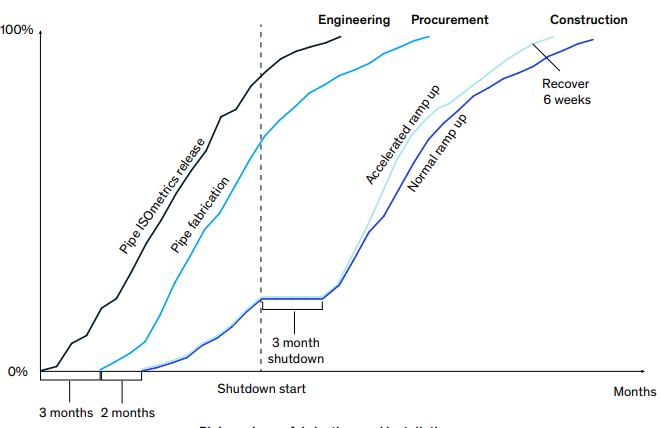 Engineering Procurement Construction
100%
Recover
6 weeks
Accelerated ramp up
Normal ramp up
Pipe ISOmetrics release
Pipe fabrication
3 month
shutdown
0%
Shutdown start
Months
3 months 2 months